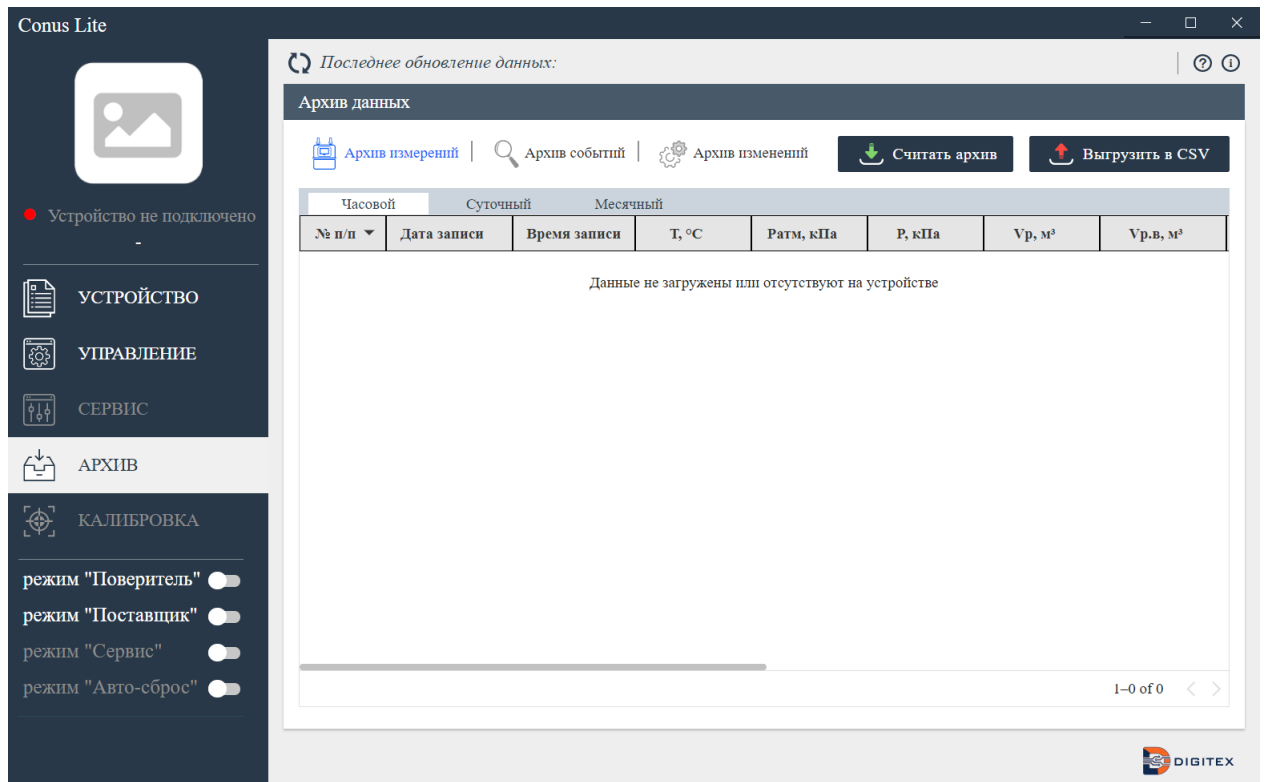 Conus Lite
Устройство не подключено
-
УСТРОЙСТВО
УПРАВЛЕНИЕ
СЕРВИС
АРХИВ
КАЛИБРОВКА
режим "Поверитель"
режим "Поставщик"
режим "Сервис"
режим "Авто-сброс"
Последнее обновление данных:
Архив данных
Архив измерений
Архив событий
Архив изменений
Считать архив
Выгрузить в CSV
Часовой Суточный Месячный
№ п/п Дата записи Время записи T, °C Pатм, кПа P, кПа Vр, м³ Vр.в, м³
Данные не загружены или отсутствуют на устройстве
1–0 of 0
DIGITEX